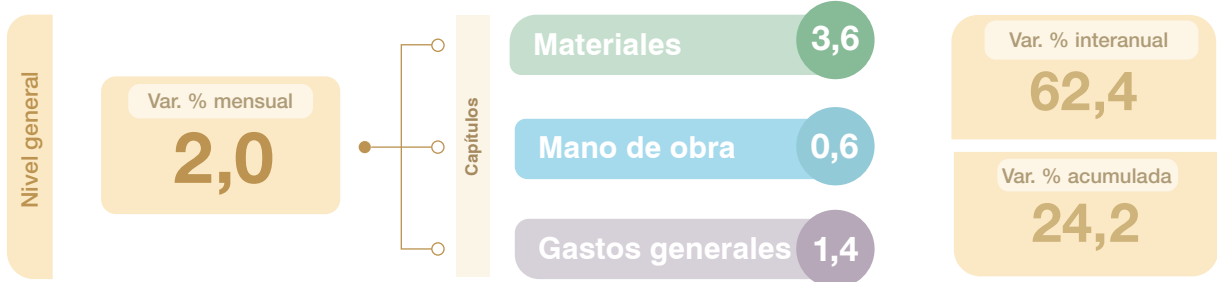 Nivel general
Var. % mensual
2,0
Capítulos
Materiales
3,6
Mano de obra
0,6
Gastos generales
1,4
Var. % interanual
62,4
Var. % acumulada
24,2